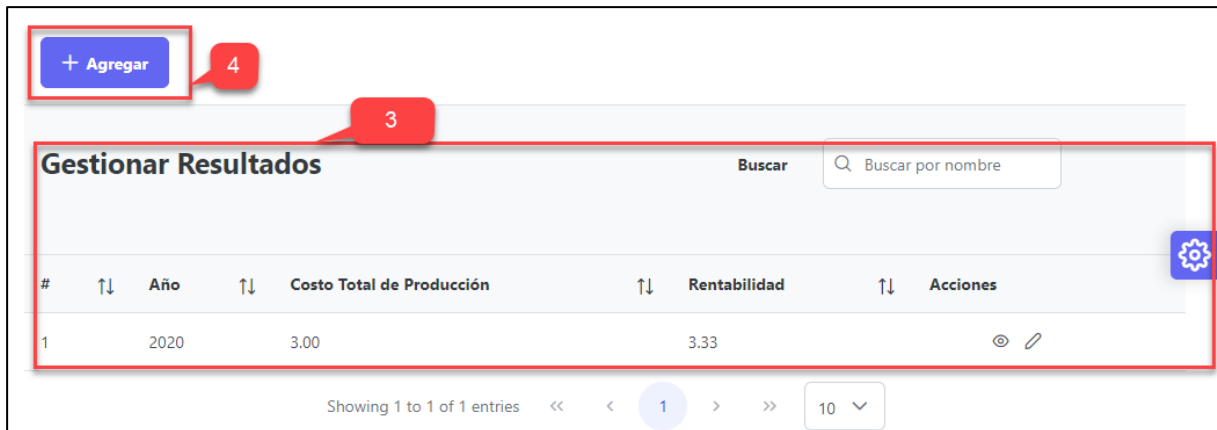 + Agregar
4
3
Gestionar Resultados
Buscar
Buscar por nombre
# Año Costo Total de Producción Rentabilidad Acciones
1 2020 3.00 3.33
Showing 1 to 1 of 1 entries << < 1 > >> 10